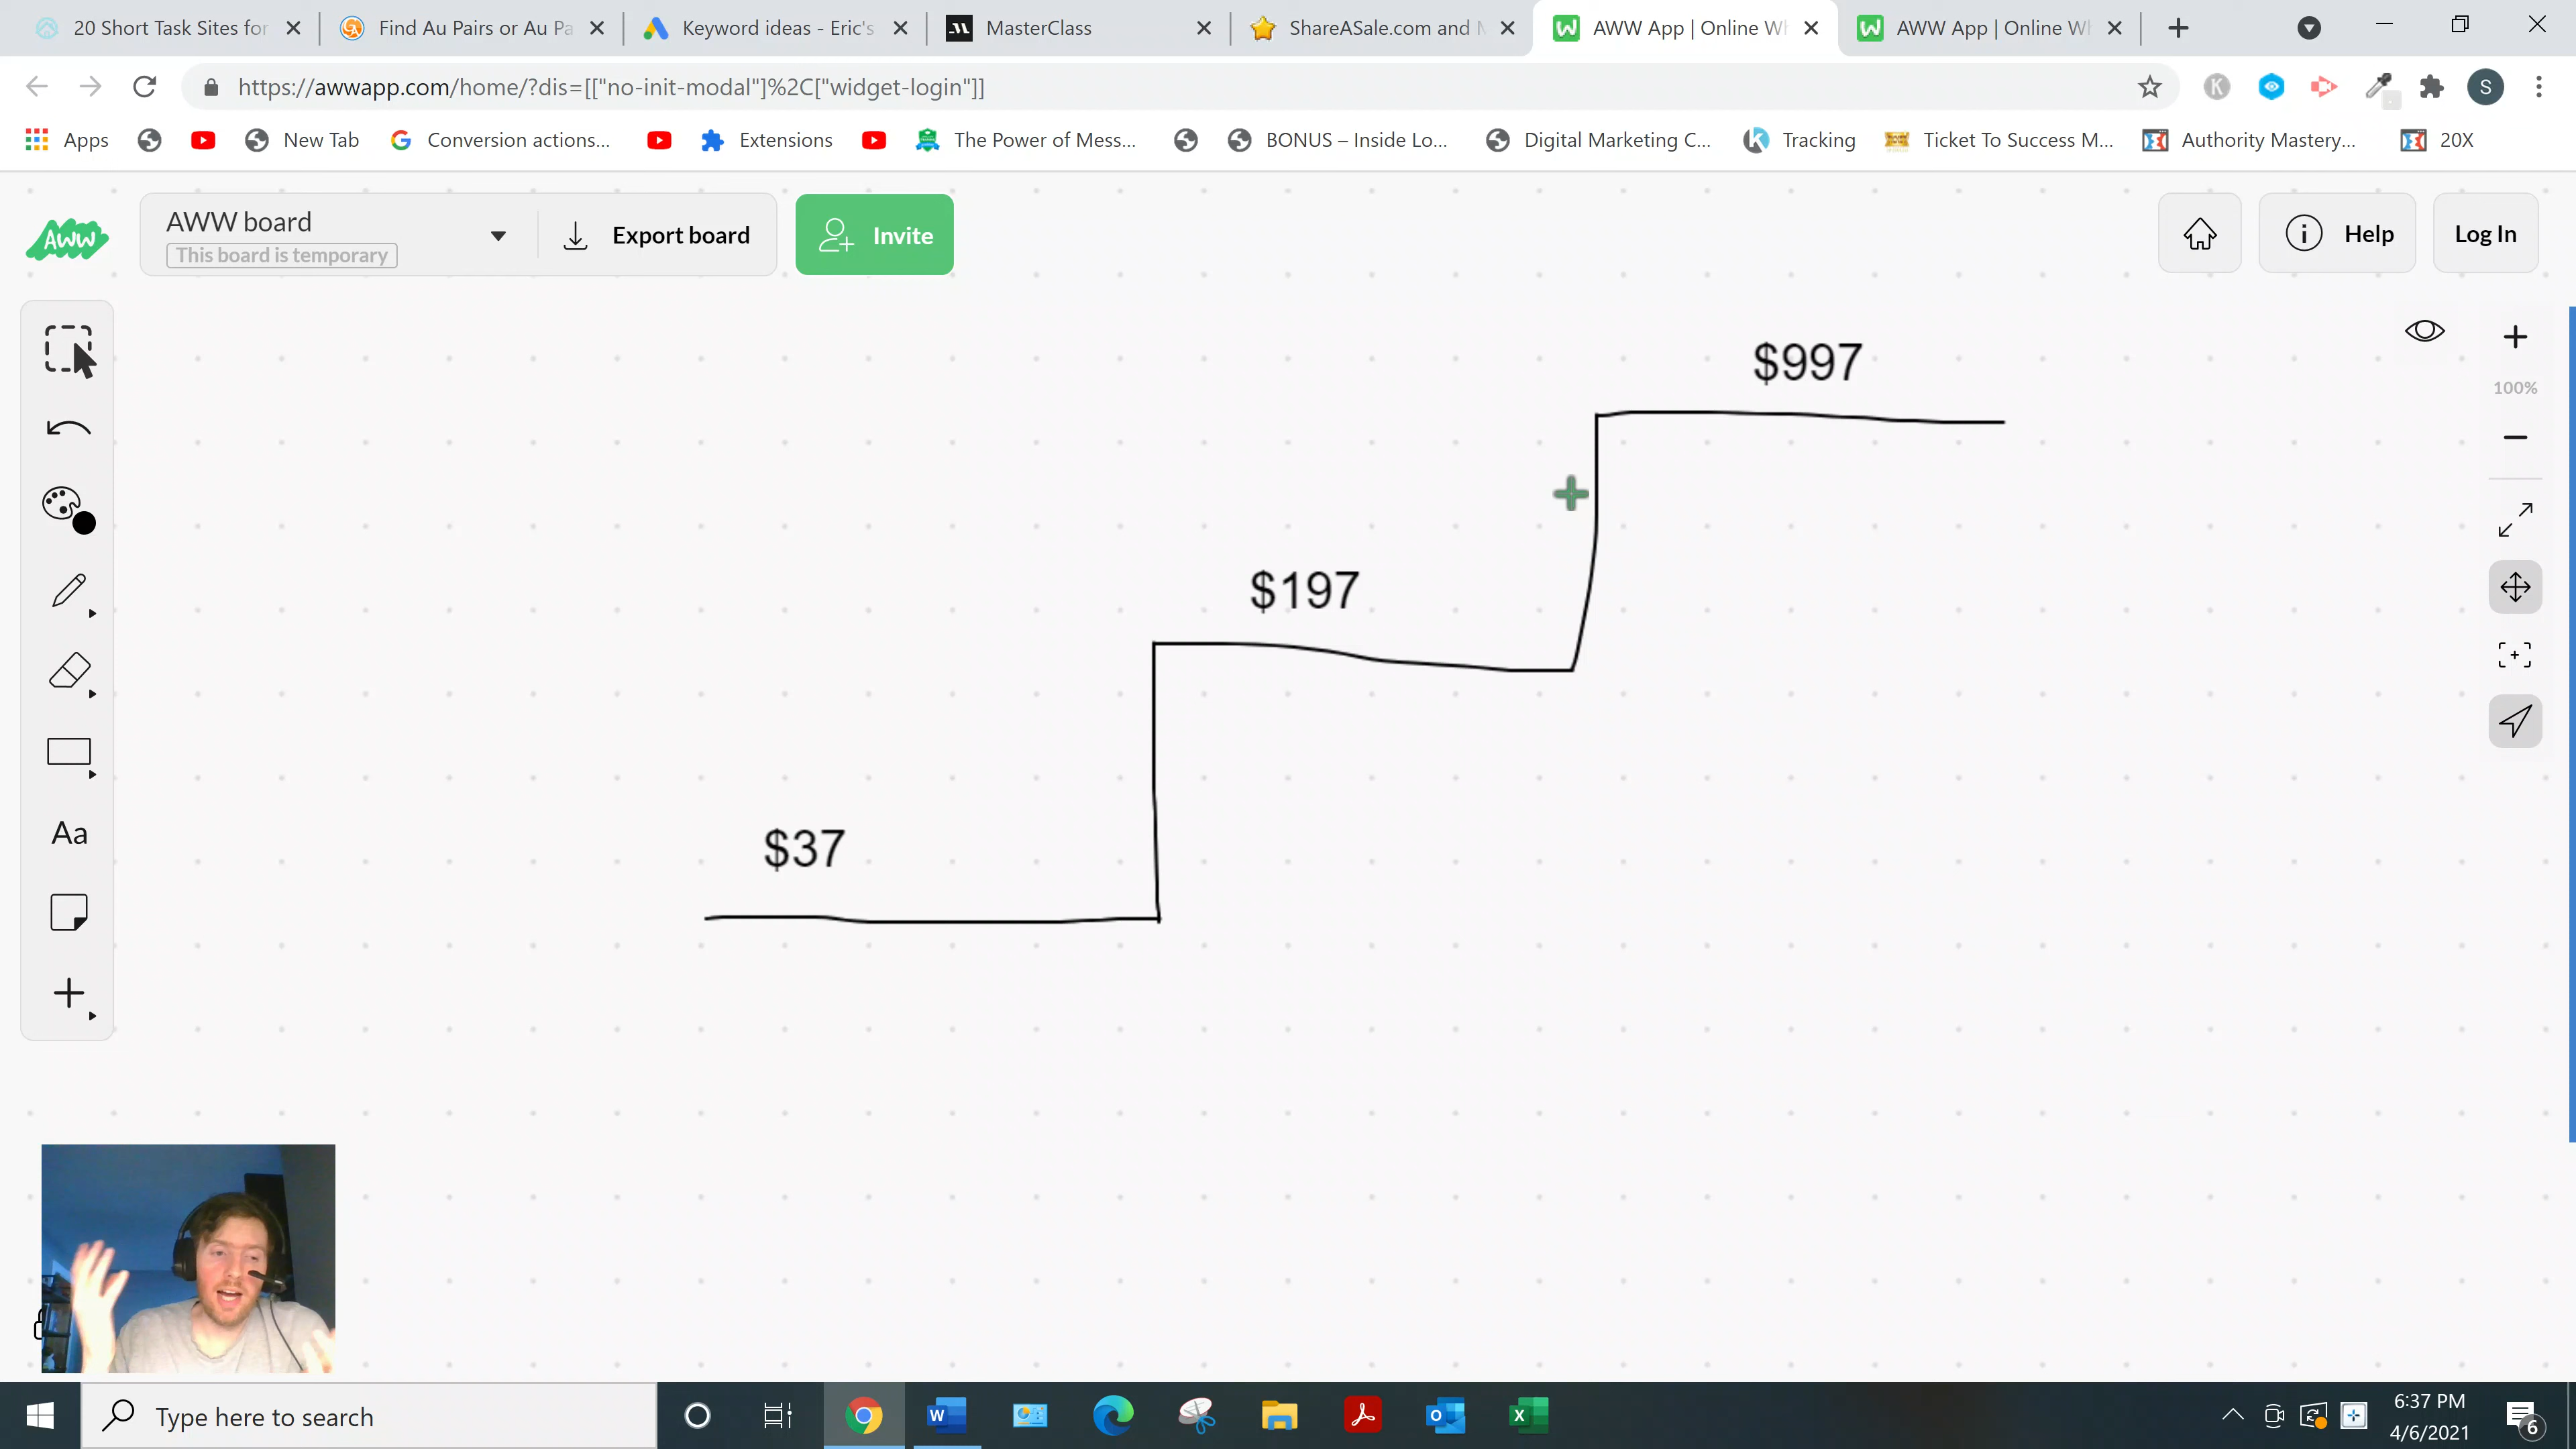 20 Short Task Sites for
Find Au Pairs or Au Pa
Keyword ideas - Eric's
MasterClass
ShareASale.com and M
AWW App | Online Wh
AWW App | Online Wh
https://awwapp.com/home/?dis=[["no-init-modal"]%2C["widget-login"]]
K
S
Apps
New Tab
Conversion actions...
Extensions
The Power of Mess...
BONUS – Inside Lo...
Digital Marketing C...
Tracking
Ticket To Success M...
Authority Mastery...
20X
AWW
AWW board
This board is temporary
Export board
Invite
Help
Log In
$997
100%
$197
$37
Aa
Type here to search
6:37 PM
4/6/2021
6